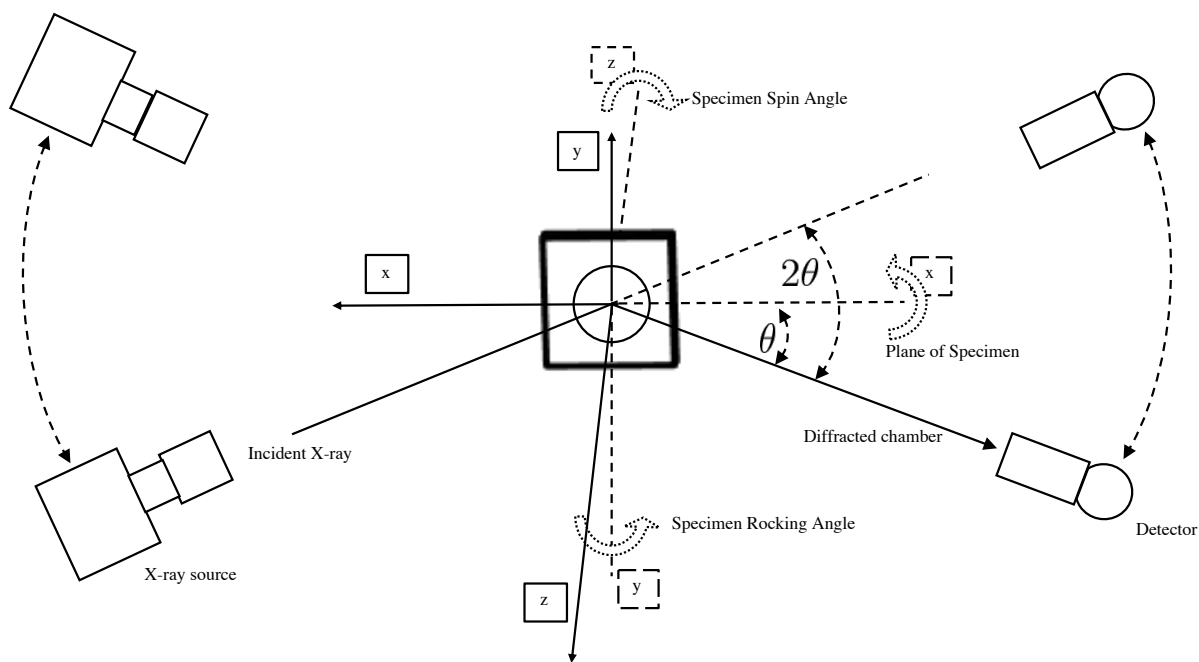 z
Specimen Spin Angle
y
x
2θ
x
θ
Plane of Specimen
Diffracted chamber
Incident X-ray
Specimen Rocking Angle
Detector
X-ray source
y
z